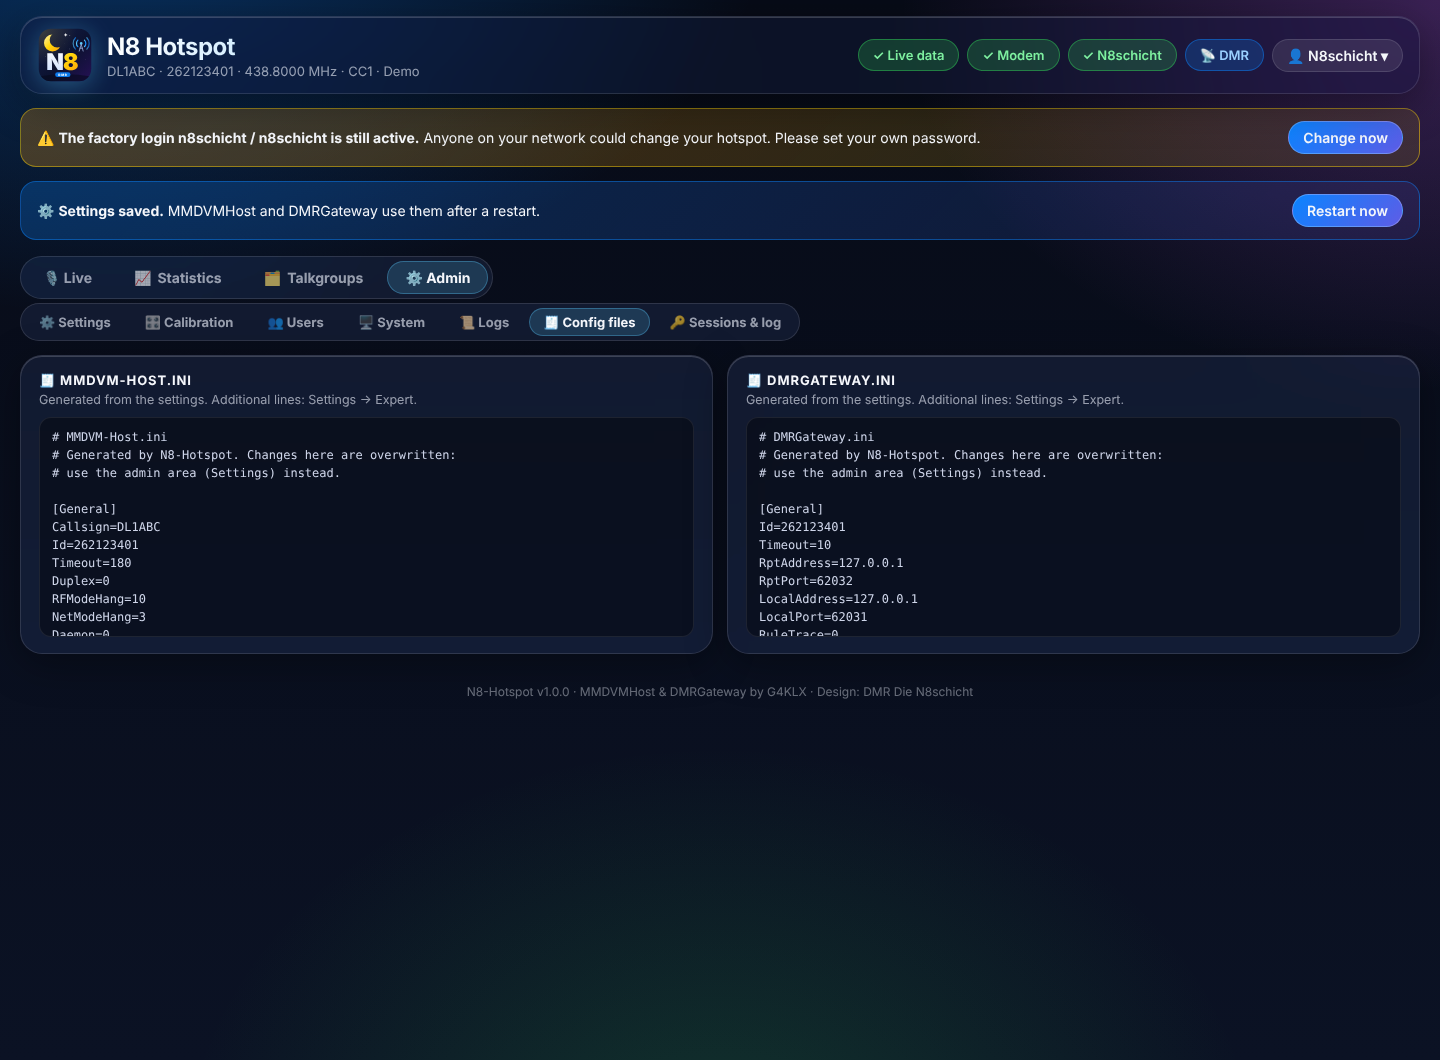 N8
DMR
N8 Hotspot
DL1ABC · 262123401 · 438.8000 MHz · CC1 · Demo
✓ Live data
✓ Modem
✓ N8schicht
📡 DMR
👤 N8schicht ▾
⚠️ The factory login n8schicht / n8schicht is still active. Anyone on your network could change your hotspot. Please set your own password.
Change now
⚙️ Settings saved. MMDVMHost and DMRGateway use them after a restart.
Restart now
🎙️ Live
📈 Statistics
🗂️ Talkgroups
⚙️ Admin
⚙️ Settings
🎛️ Calibration
👥 Users
🖥️ System
📜 Logs
🧾 Config files
🔑 Sessions & log
🧾 MMDVM-HOST.INI
Generated from the settings. Additional lines: Settings → Expert.
# MMDVM-Host.ini
# Generated by N8-Hotspot. Changes here are overwritten:
# use the admin area (Settings) instead.
[General]
Callsign=DL1ABC
Id=262123401
Timeout=180
Duplex=0
RFModeHang=10
NetModeHang=3
Daemon=0
🧾 DMRGATEWAY.INI
Generated from the settings. Additional lines: Settings → Expert.
# DMRGateway.ini
# Generated by N8-Hotspot. Changes here are overwritten:
# use the admin area (Settings) instead.
[General]
Id=262123401
Timeout=10
RptAddress=127.0.0.1
RptPort=62032
LocalAddress=127.0.0.1
LocalPort=62031
RuleTrace=0
N8-Hotspot v1.0.0 · MMDVMHost & DMRGateway by G4KLX · Design: DMR Die N8schicht